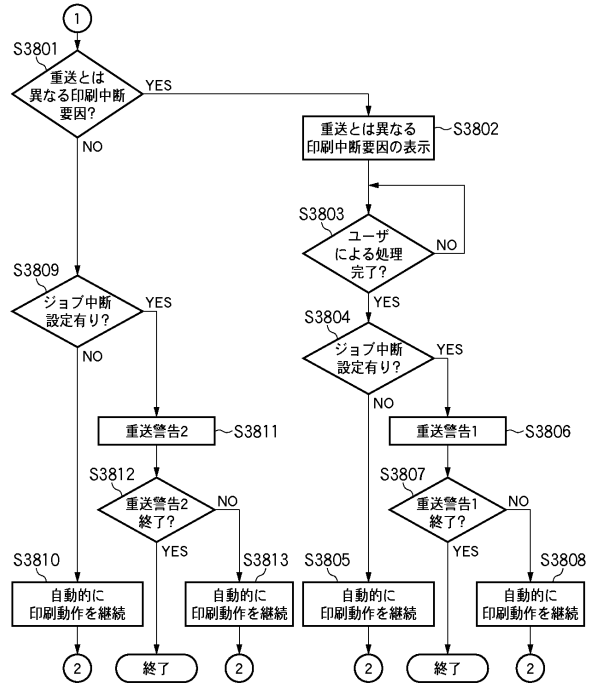 1
S3801
重送とは
異なる印刷中断
要因?
YES
NO
重送とは異なる
印刷中断要因の表示
S3802
S3803
ユーザ
による処理
完了?
NO
YES
S3809
ジョブ中断
設定有り?
YES
NO
S3804
ジョブ中断
設定有り?
YES
NO
重送警告2
S3811
重送警告1
S3806
S3812
重送警告2
終了?
NO
YES
S3807
重送警告1
終了?
NO
YES
S3810
自動的に
印刷動作を継続
S3813
自動的に
印刷動作を継続
S3805
自動的に
印刷動作を継続
S3808
自動的に
印刷動作を継続
2
終了
2
2
終了
2